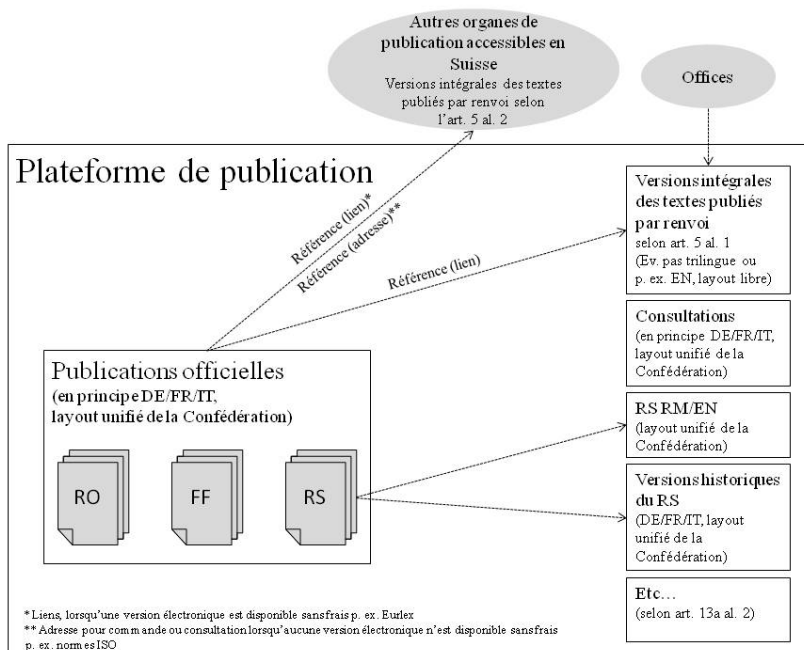 Autres organes de
publication accessibles en
Suisse
Versions intégrales des textes
publiés par renvoi selon
l'art. 5 al. 2
Offices
Plateforme de publication
Référence (lien)*
Référence (adresse)**
Référence (lien)
Versions intégrales
des textes publiés
par renvoi
selon art. 5 al. 1
(Ev. pas trilingue ou
p. ex. EN, layout libre)
Consultations
(en principe DE/FR/IT,
layout unifié de la
Confédération)
Publications officielles
(en principe DE/FR/IT,
layout unifié de la Confédération)
RO
FF
RS
RS RM/EN
(layout unifié de la
Confédération)
Versions historiques
du RS
(DE/FR/IT, layout
unifié de la
Confédération)
Etc...
(selon art. 13a al. 2)
* Liens, lorsqu'une version électronique est disponible sans frais p. ex. Eurlex
** Adresse pour commande ou consultation lorsqu'aucune version électronique n'est disponible sans frais
p. ex. normes ISO